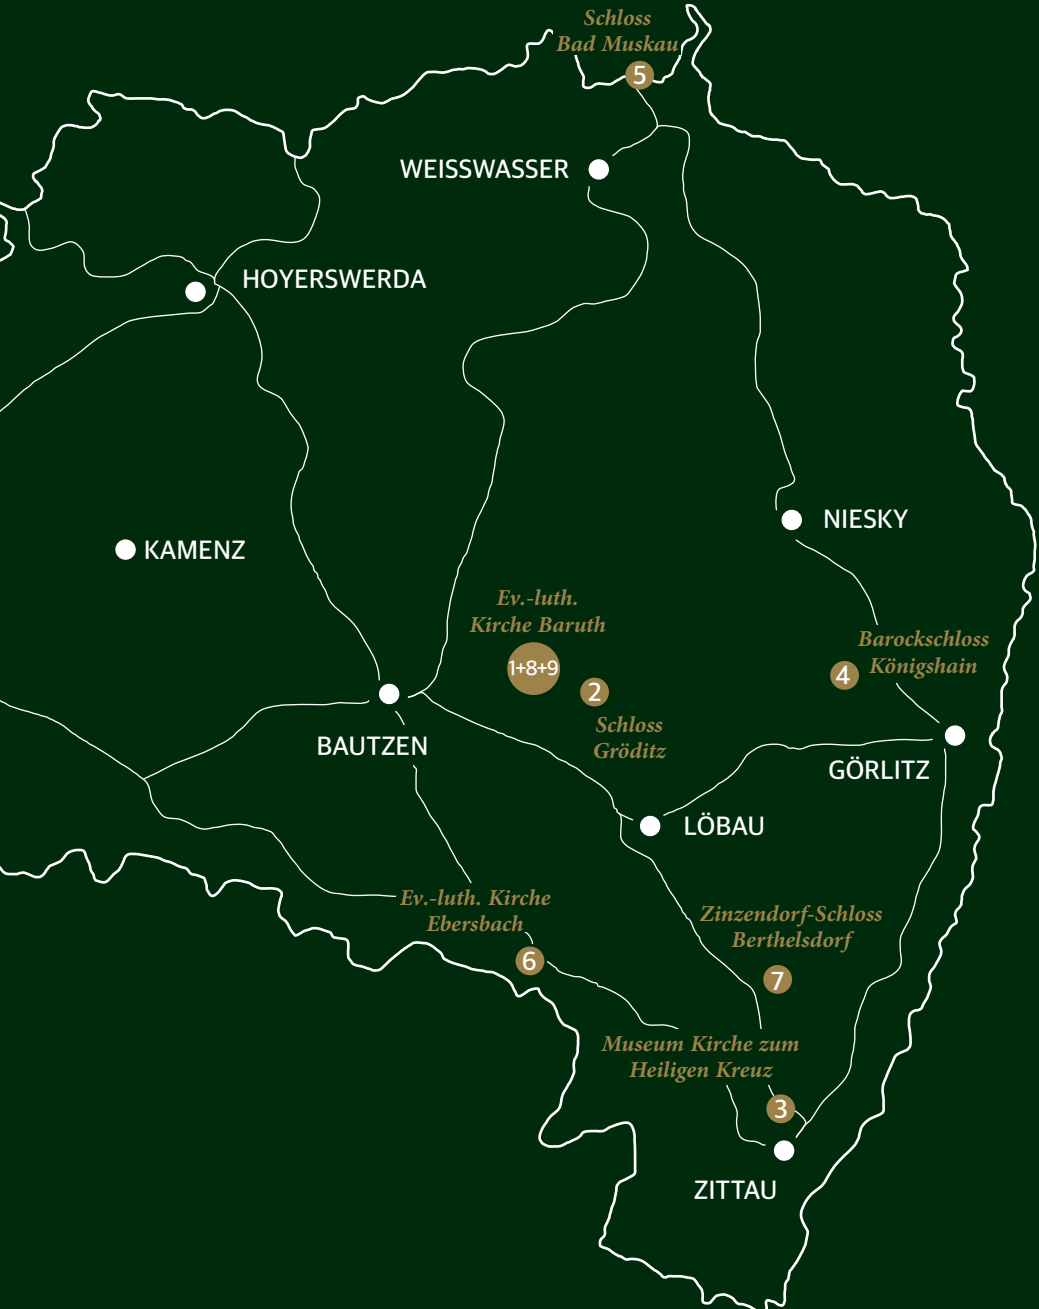 Schloss
Bad Muskau
5
WEISSWASSER
HOYERSWERDA
NIESKY
KAMENZ
Ev.-luth.
Kirche Baruth
1+8+9
2
Schloss
Gröditz
Barockschloss
Königshain
4
BAUTZEN
GÖRLITZ
LÖBAU
Ev.-luth. Kirche
Ebersbach
6
Zinzendorf-Schloss
Berthelsdorf
7
Museum Kirche zum
Heiligen Kreuz
3
ZITTAU